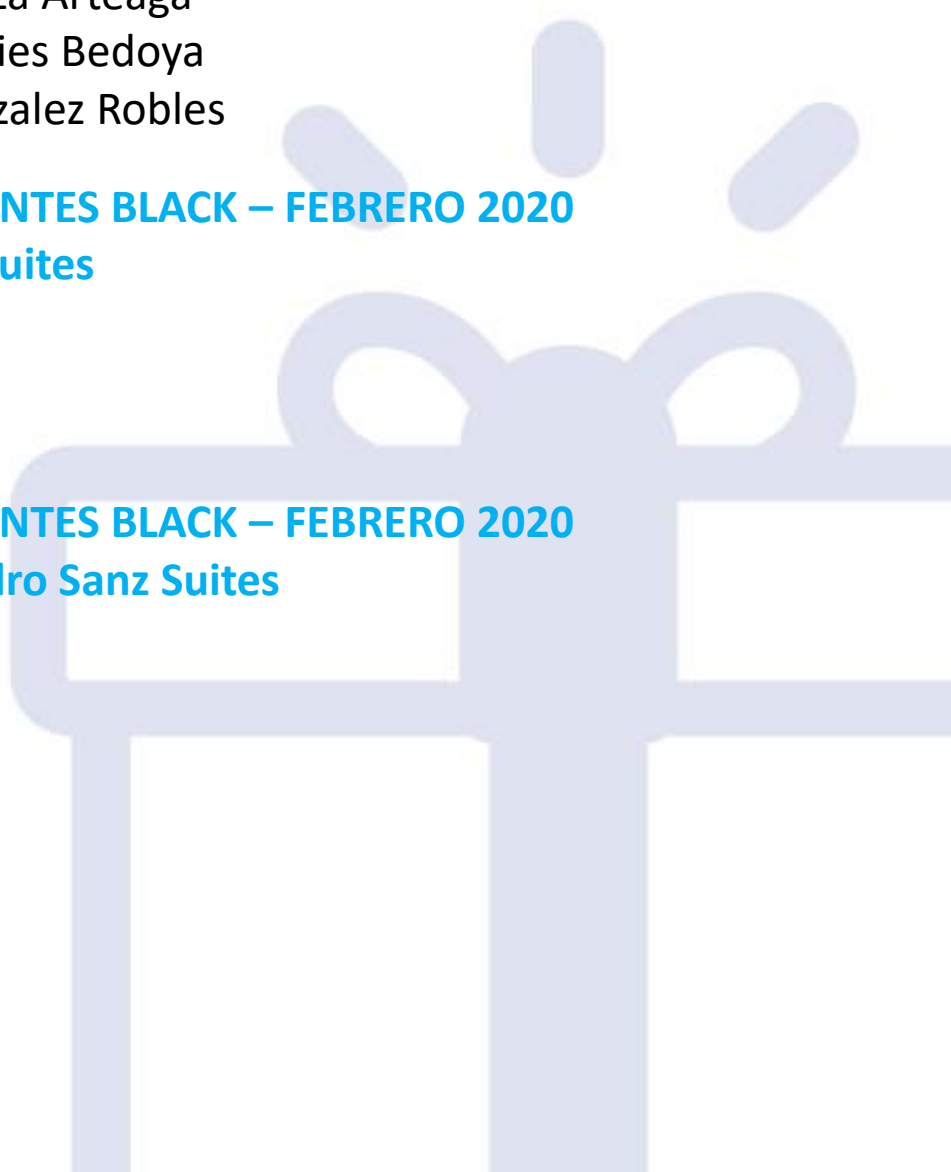 Arteaga
ies Bedoya
zalez Robles
NTES BLACK – FEBRERO 2020
uites
NTES BLACK – FEBRERO 2020
dro Sanz Suites